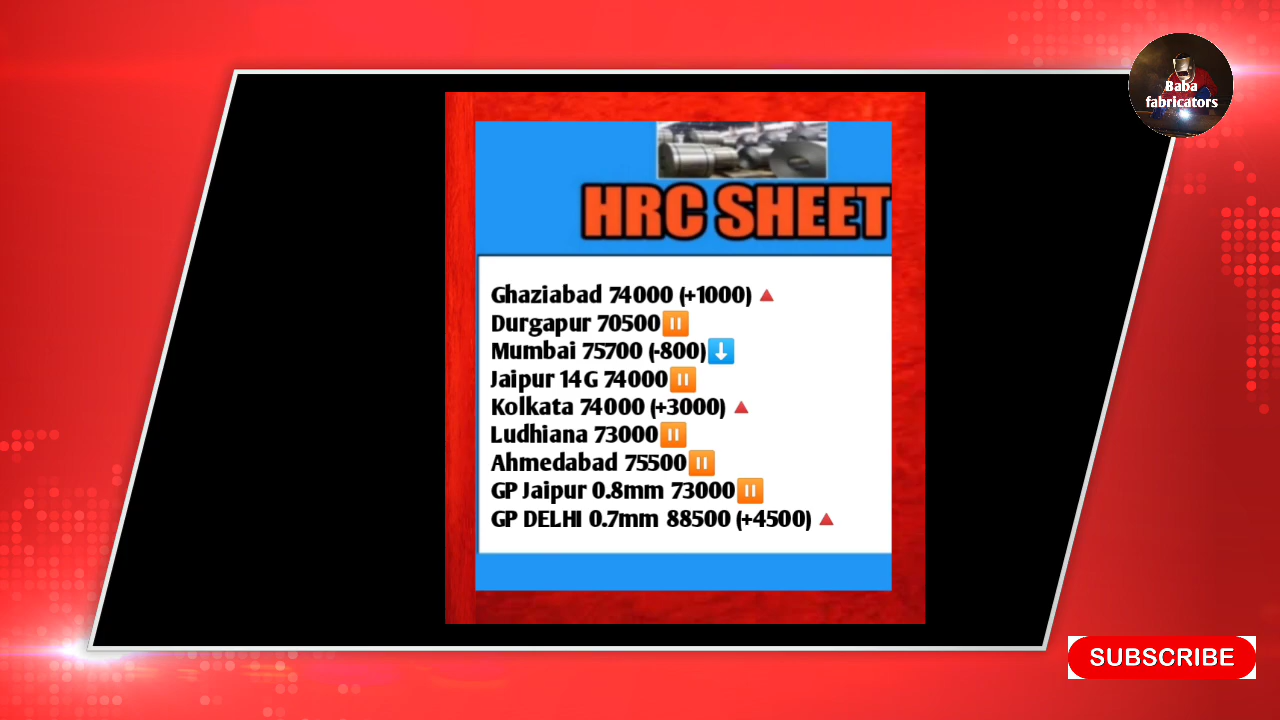 Baba
fabricators
HRC SHEET
Ghaziabad 74000 (+1000)🔺
Durgapur 70500⏸️
Mumbai 75700 (-800)⬇️
Jaipur 14G 74000⏸️
Kolkata 74000 (+3000)🔺
Ludhiana 73000⏸️
Ahmedabad 75500⏸️
GP Jaipur 0.8mm 73000⏸️
GP DELHI 0.7mm 88500 (+4500)🔺
SUBSCRIBE